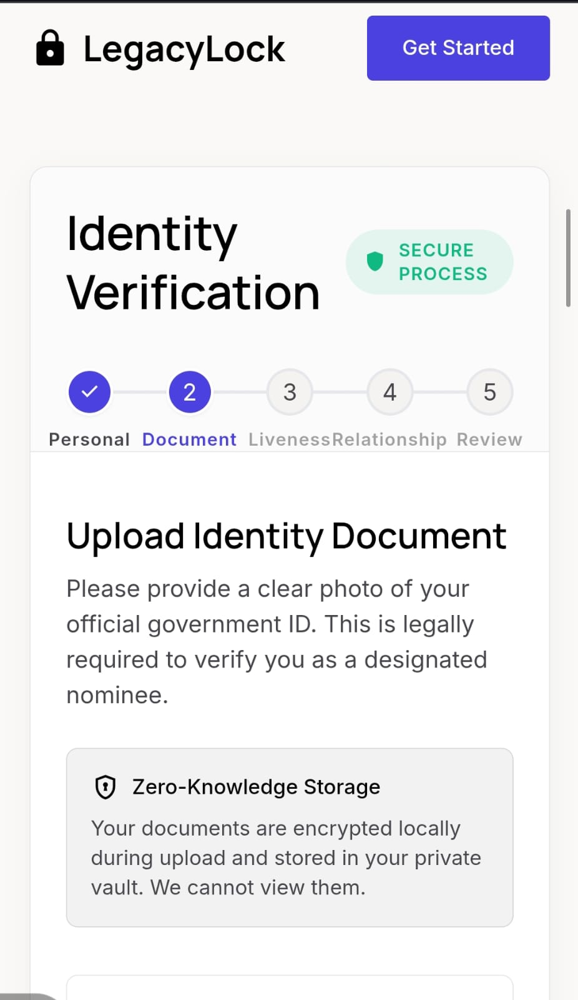 LegacyLock
Get Started
Identity
Verification
SECURE
PROCESS
2
3
4
5
Personal
Document
Liveness
Relationship
Review
Upload Identity Document
Please provide a clear photo of your
official government ID. This is legally
required to verify you as a designated
nominee.
Zero-Knowledge Storage
Your documents are encrypted locally
during upload and stored in your private
vault. We cannot view them.